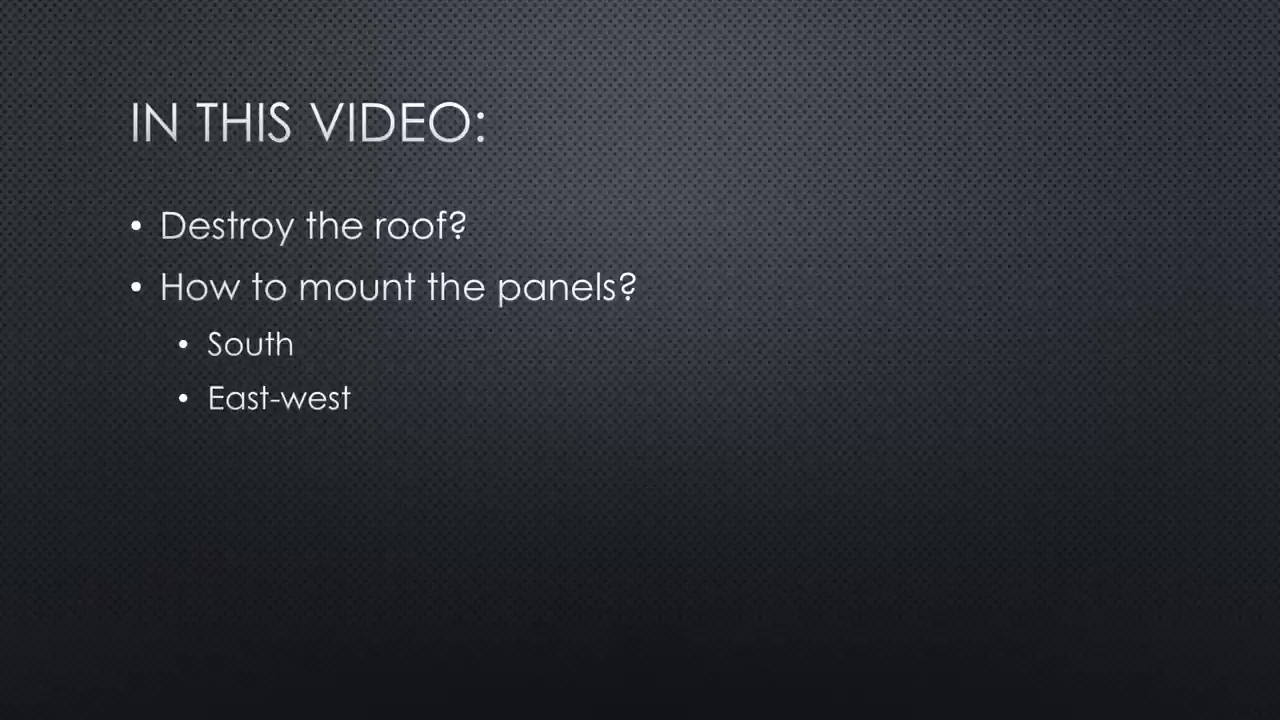 IN THIS VIDEO:
• Destroy the roof?
• How to mount the panels?
• South
• East-west